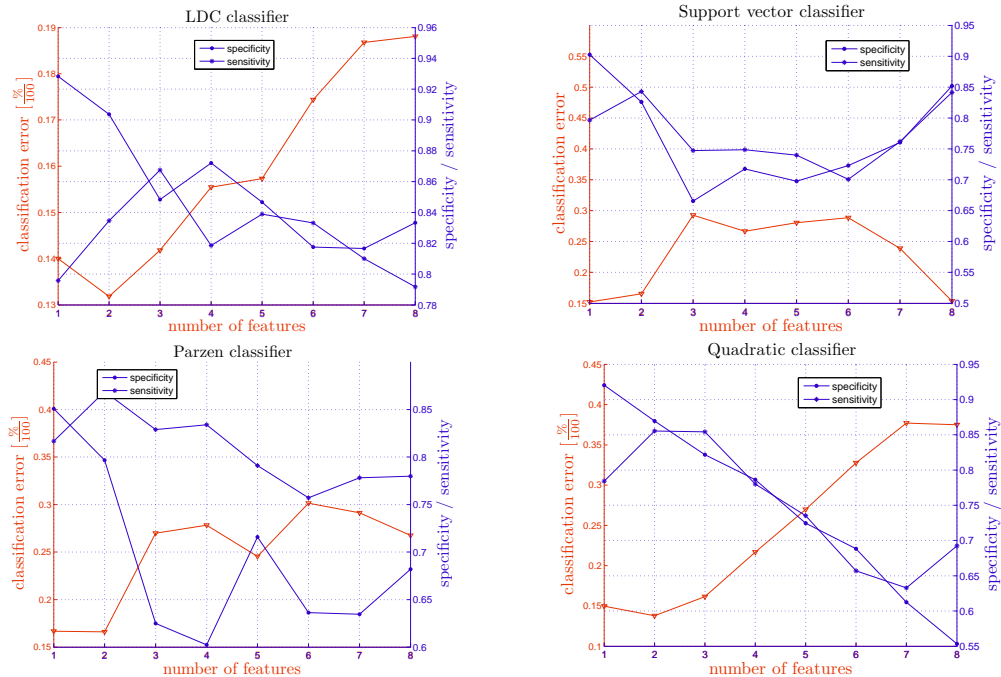 LDC classifier
0.19
0.18
0.17
0.16
0.15
0.14
0.13
classification error [%/100]
specificity
sensitivity
0.96
0.94
0.92
0.9
0.88
0.86
0.84
0.82
0.8
0.78
specificity / sensitivity
1 2 3 4 5 6 7 8
number of features
Support vector classifier
0.55
0.5
0.45
0.4
0.35
0.3
0.25
0.2
0.15
classification error
specificity
sensitivity
0.95
0.9
0.85
0.8
0.75
0.7
0.65
0.6
0.55
0.5
specificity / sensitivity
1 2 3 4 5 6 7 8
number of features
Parzen classifier
0.45
0.4
0.35
0.3
0.25
0.2
0.15
classification error [%/100]
specificity
sensitivity
0.85
0.8
0.75
0.7
0.65
0.6
specificity / sensitivity
1 2 3 4 5 6 7 8
number of features
Quadratic classifier
0.45
0.4
0.35
0.3
0.25
0.2
0.15
0.1
classification error [%/100]
specificity
sensitivity
0.95
0.9
0.85
0.8
0.75
0.7
0.65
0.6
0.55
specificity / sensitivity
1 2 3 4 5 6 7 8
number of features